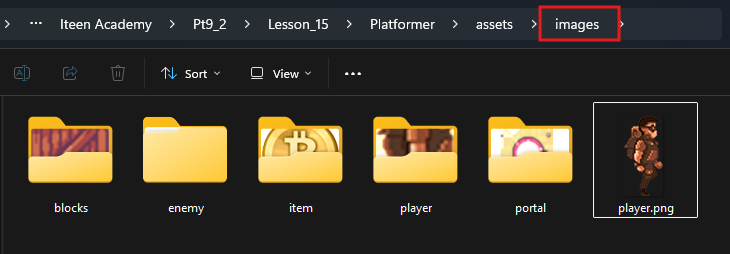 Iteen Academy > Pt9_2 > Lesson_15 > Platformer > assets > images >
Sort View
blocks enemy item player portal player.png